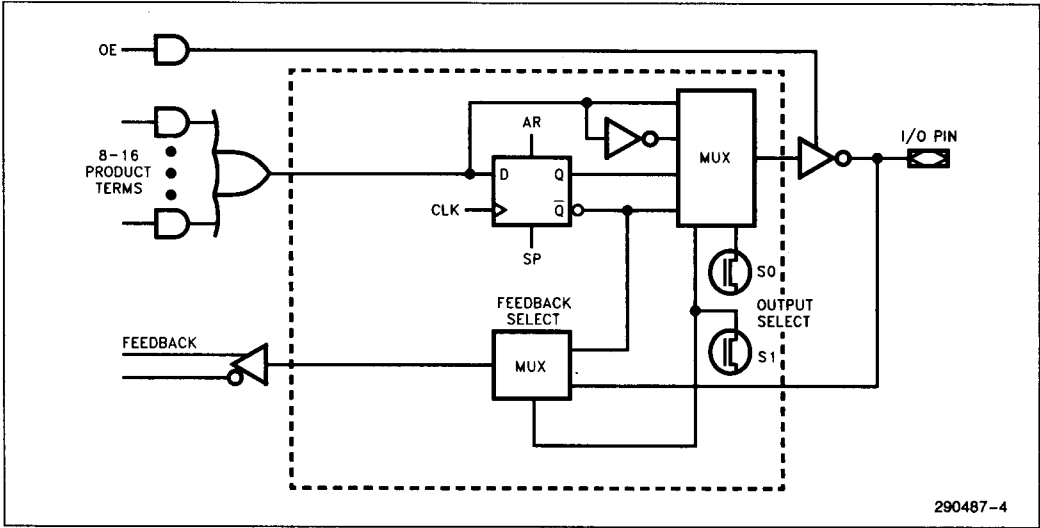 OE
8-16
PRODUCT
TERMS
AR
D
Q
CLK
Q̅
SP
MUX
I/O PIN
S0
OUTPUT
SELECT
S1
FEEDBACK
SELECT
MUX
FEEDBACK
290487-4